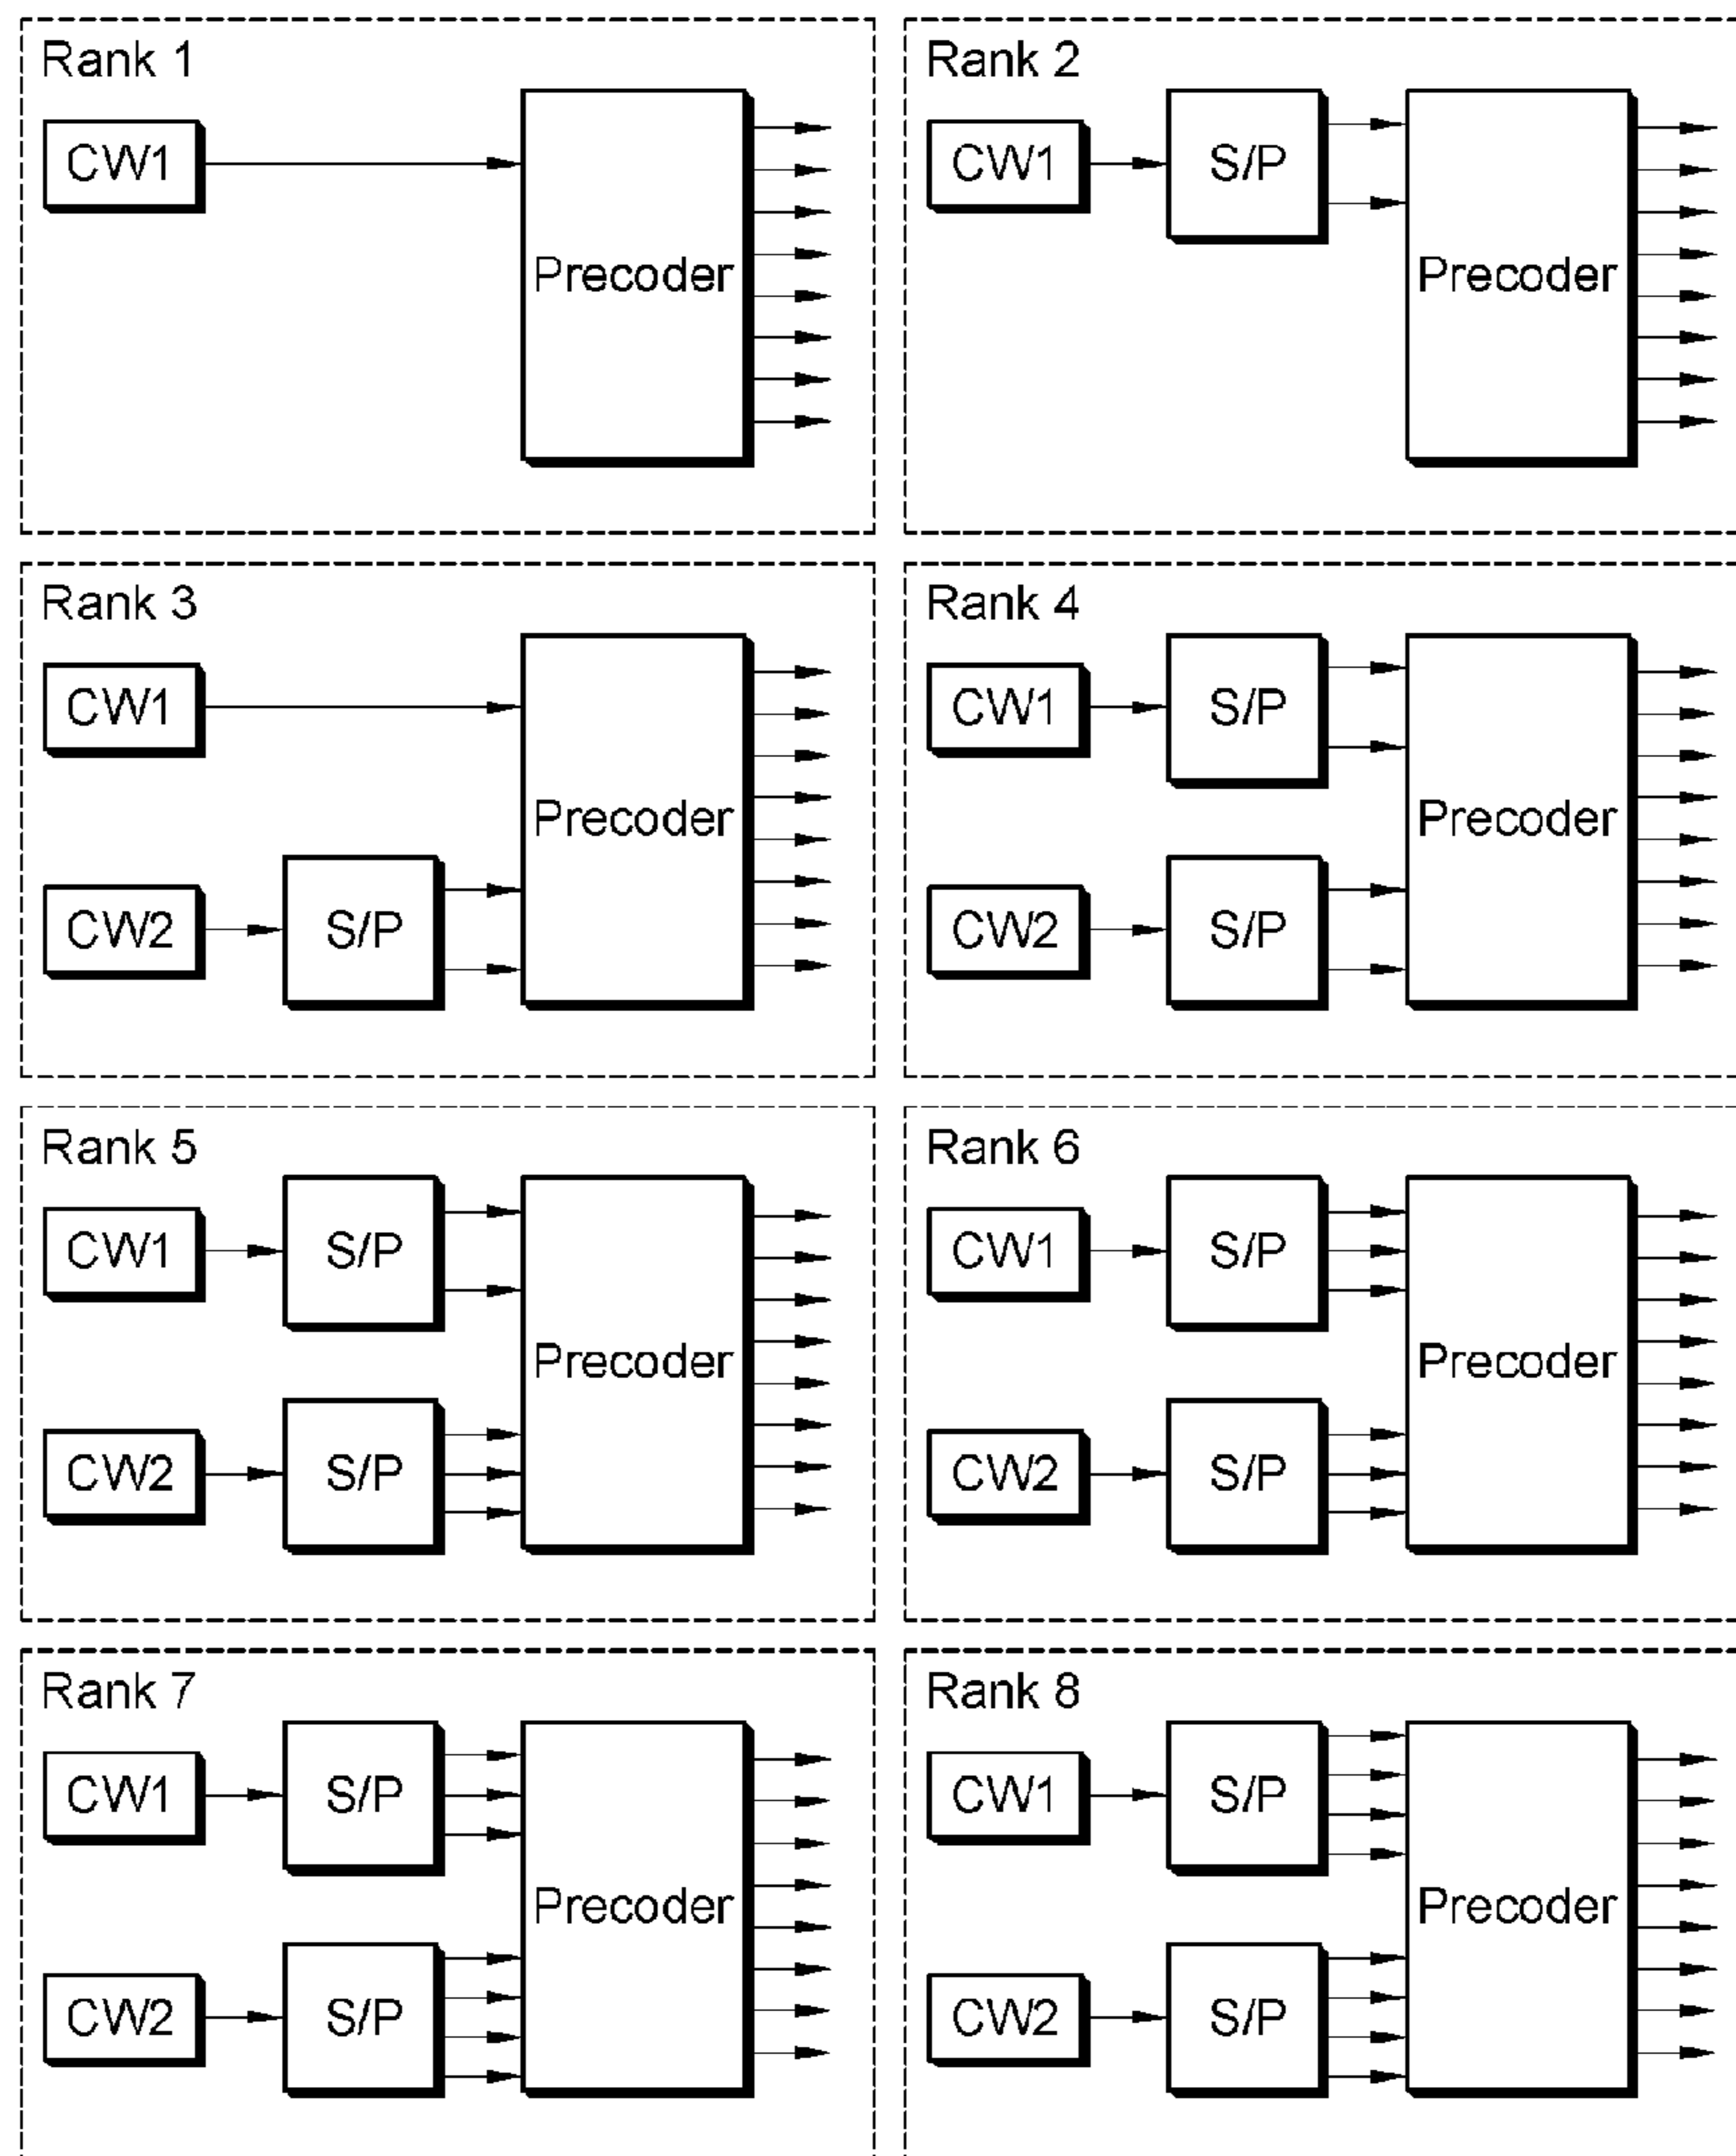 Rank 1
CW1
Precoder
Rank 2
CW1
S/P
Precoder
Rank 3
CW1
Precoder
CW2
S/P
Rank 4
CW1
S/P
Precoder
CW2
S/P
Rank 5
CW1
S/P
Precoder
CW2
S/P
Rank 6
CW1
S/P
Precoder
CW2
S/P
Rank 7
CW1
S/P
Precoder
CW2
S/P
Rank 8
CW1
S/P
Precoder
CW2
S/P